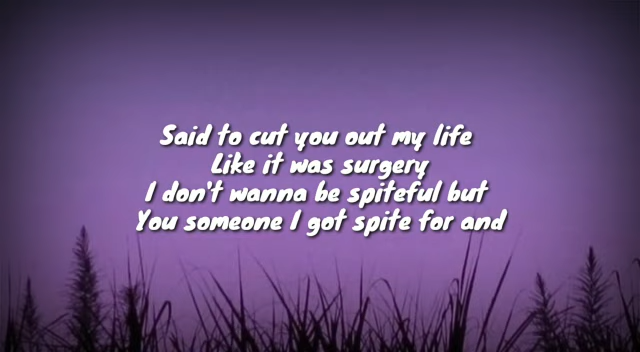 Said to cut you out my life
Like it was surgery
I don't wanna be spiteful but
You someone I got spite for and